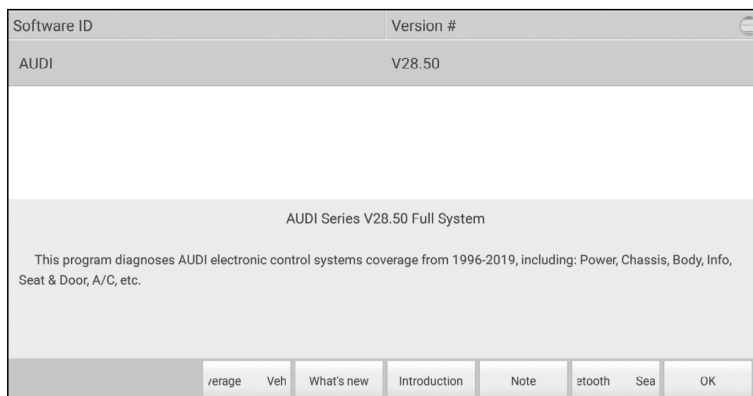 Software ID Version #
AUDI V28.50
AUDI Series V28.50 Full System
This program diagnoses AUDI electronic control systems coverage from 1996-2019, including: Power, Chassis, Body, Info,
Seat & Door, A/C, etc.
verage Veh What's new Introduction Note etooth Sea OK